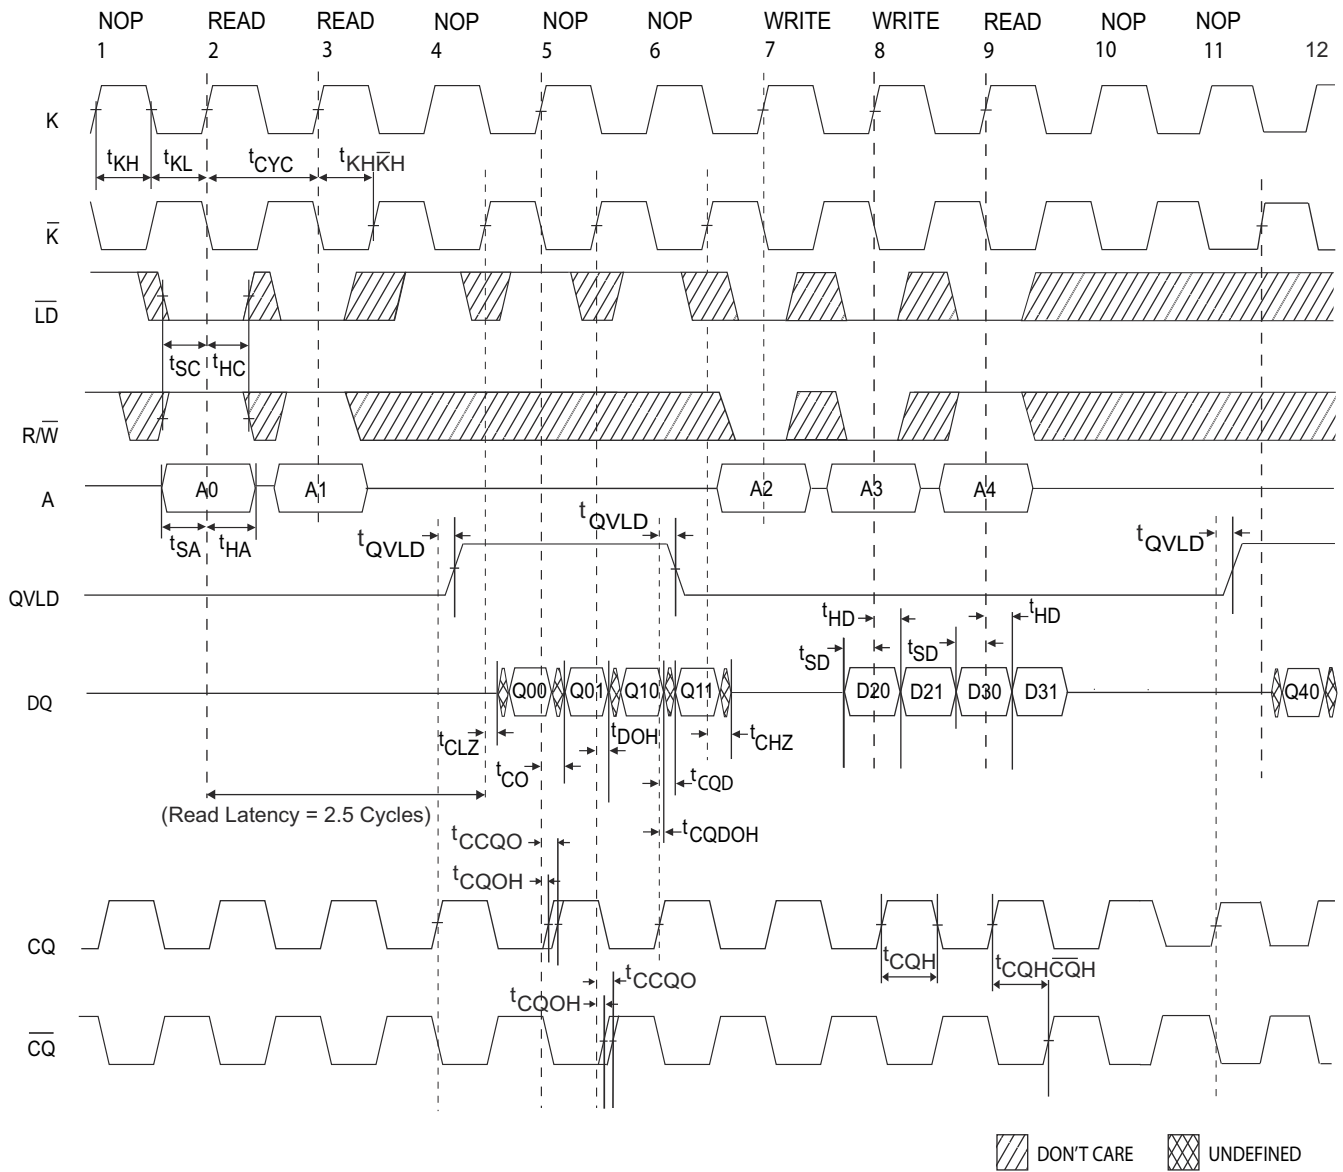 NOP READ READ NOP NOP NOP WRITE WRITE READ NOP NOP
1 2 3 4 5 6 7 8 9 10 11 12
K
tKH tKL tCYC tKHK̅H
K̅
L̅D̅
tSC tHC
R/W̅
A A0 A1 A2 A3 A4
tSA tHA tQVLD tQVLD tQVLD
QVLD
tHD tHD
tSD tSD
DQ Q00 Q01 Q10 Q11 D20 D21 D30 D31 Q40
tCLZ tDOH tCHZ
tCO tCQD
(Read Latency = 2.5 Cycles)
tCQDOH
tCCQO
tCQOH
CQ
tCQH tCQHC̅Q̅H
tCCQO
tCQOH
C̅Q̅
DON'T CARE UNDEFINED